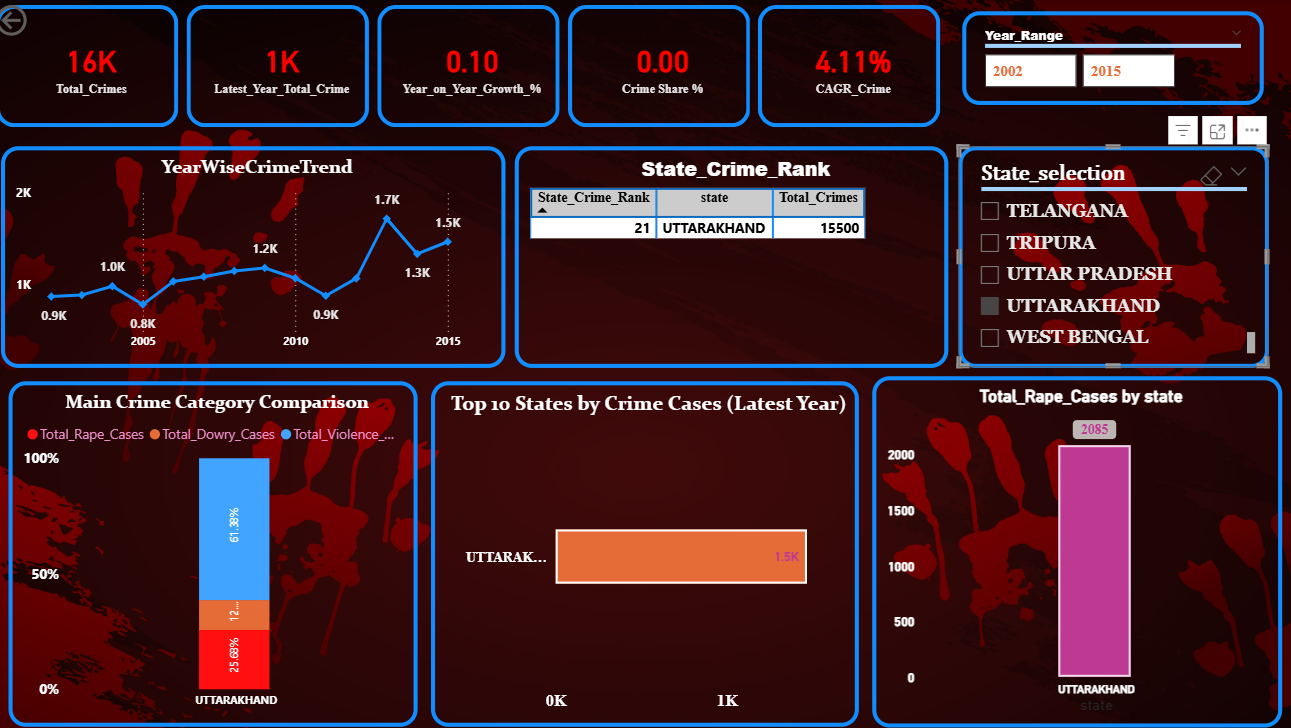 16K
Total_Crimes
1K
Latest_Year_Total_Crime
0.10
Year_on_Year_Growth_%
0.00
Crime Share %
4.11%
CAGR_Crime
Year_Range
2002
2015
YearWiseCrimeTrend
2K
1K
0.9K
1.0K
0.8K
1.2K
0.9K
1.7K
1.3K
1.5K
2005
2010
2015
State_Crime_Rank
State_Crime_Rank state Total_Crimes
21 UTTARAKHAND 15500
State_selection
TELANGANA
TRIPURA
UTTAR PRADESH
UTTARAKHAND
WEST BENGAL
Main Crime Category Comparison
Total_Rape_Cases Total_Dowry_Cases Total_Violence_...
100%
50%
0%
61.38%
12...
25.68%
UTTARAKHAND
Top 10 States by Crime Cases (Latest Year)
UTTARAK...
1.5K
0K
1K
Total_Rape_Cases by state
2085
2000
1500
1000
500
0
UTTARAKHAND
state